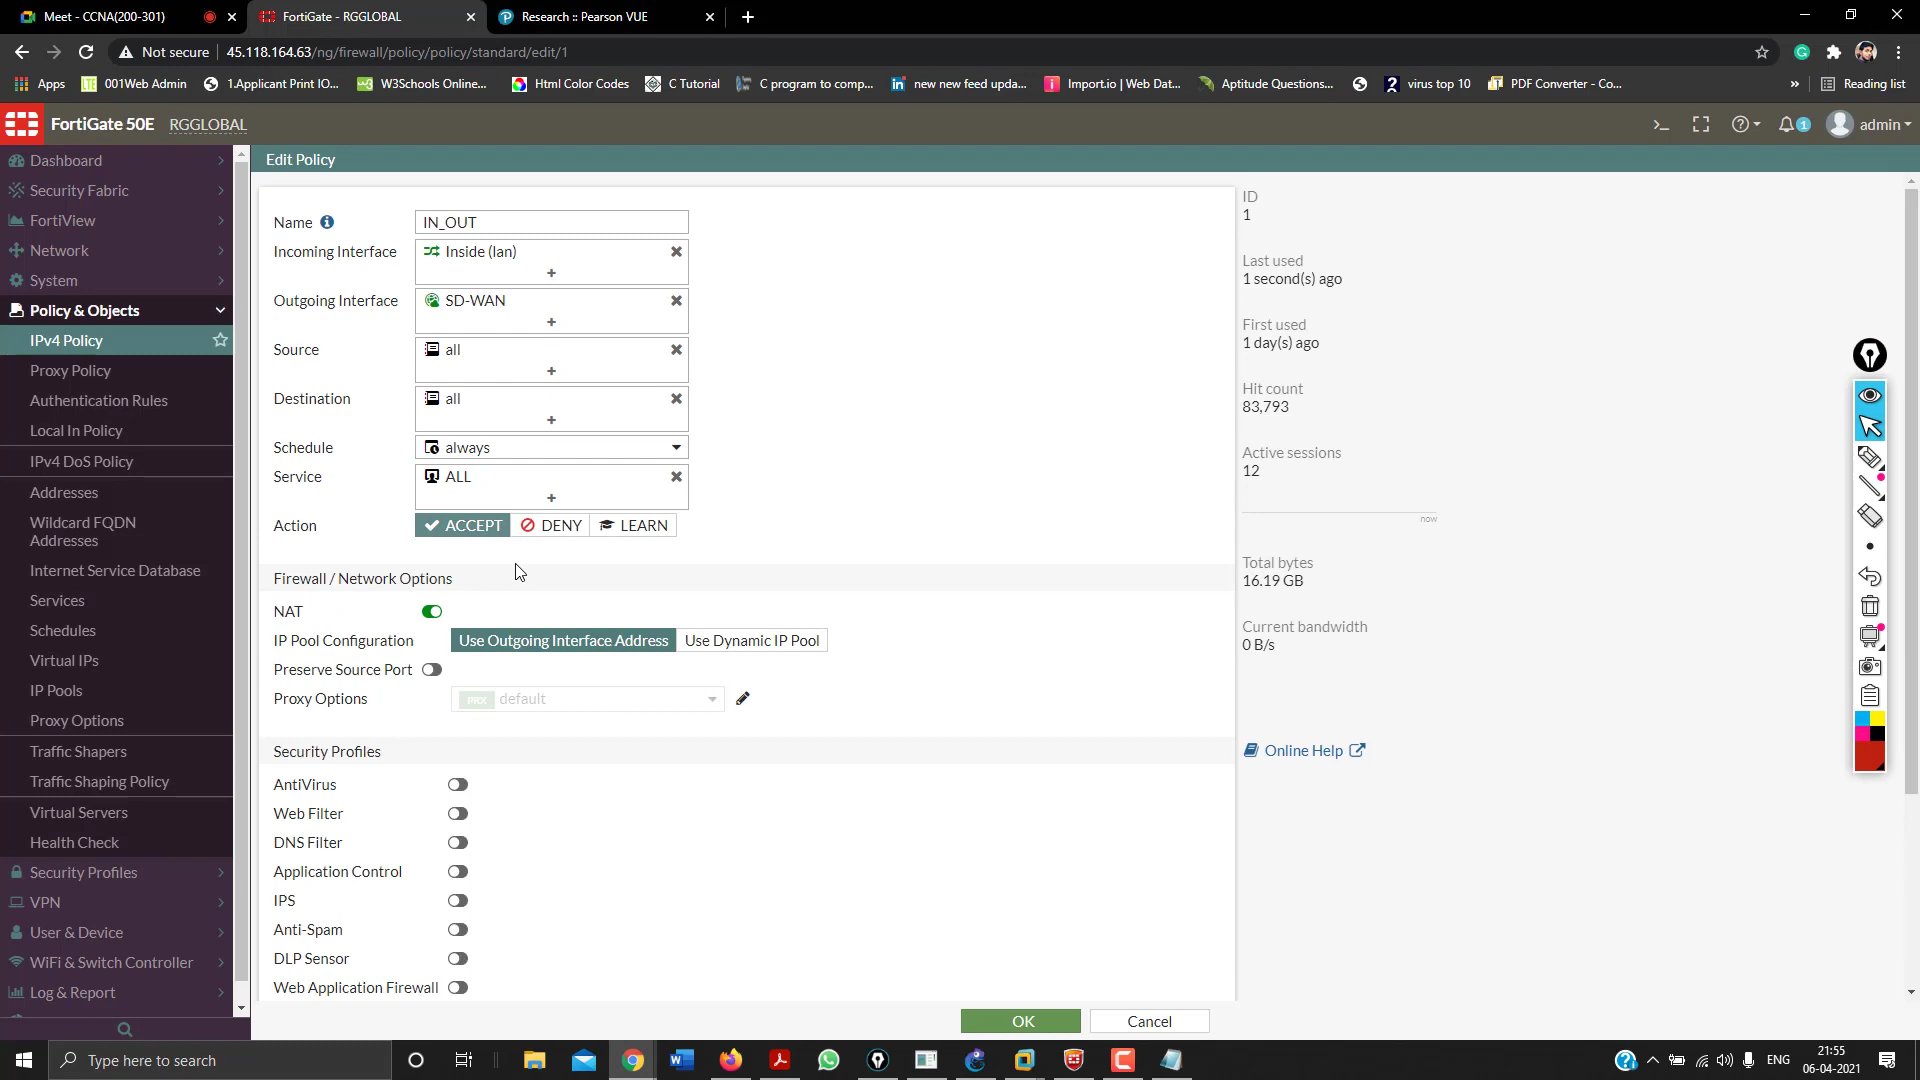 Meet - CCNA(200-301)
FortiGate - RGGLOBAL
Research :: Pearson VUE
Not secure
45.118.164.63/ng/firewall/policy/policy/standard/edit/1
Apps
001Web Admin
1.Applicant Print IO...
W3Schools Online...
Html Color Codes
C Tutorial
C program to comp...
new new feed upda...
Import.io | Web Dat...
Aptitude Questions...
virus top 10
PDF Converter - Co...
»
Reading list
FortiGate 50E
RGGLOBAL
1
admin
Dashboard
Security Fabric
FortiView
Network
System
Policy & Objects
IPv4 Policy
Proxy Policy
Authentication Rules
Local In Policy
IPv4 DoS Policy
Addresses
Wildcard FQDN
Addresses
Internet Service Database
Services
Schedules
Virtual IPs
IP Pools
Proxy Options
Traffic Shapers
Traffic Shaping Policy
Virtual Servers
Health Check
Security Profiles
VPN
User & Device
WiFi & Switch Controller
Log & Report
Edit Policy
Name
IN_OUT
Incoming Interface
Inside (lan)
+
Outgoing Interface
SD-WAN
+
Source
all
+
Destination
all
+
Schedule
always
Service
ALL
+
Action
ACCEPT
DENY
LEARN
Firewall / Network Options
NAT
IP Pool Configuration
Use Outgoing Interface Address
Use Dynamic IP Pool
Preserve Source Port
Proxy Options
PRX default
Security Profiles
AntiVirus
Web Filter
DNS Filter
Application Control
IPS
Anti-Spam
DLP Sensor
Web Application Firewall
OK
Cancel
ID
1
Last used
1 second(s) ago
First used
1 day(s) ago
Hit count
83,793
Active sessions
12
now
Total bytes
16.19 GB
Current bandwidth
0 B/s
Online Help
Type here to search
ENG
21:55
06-04-2021